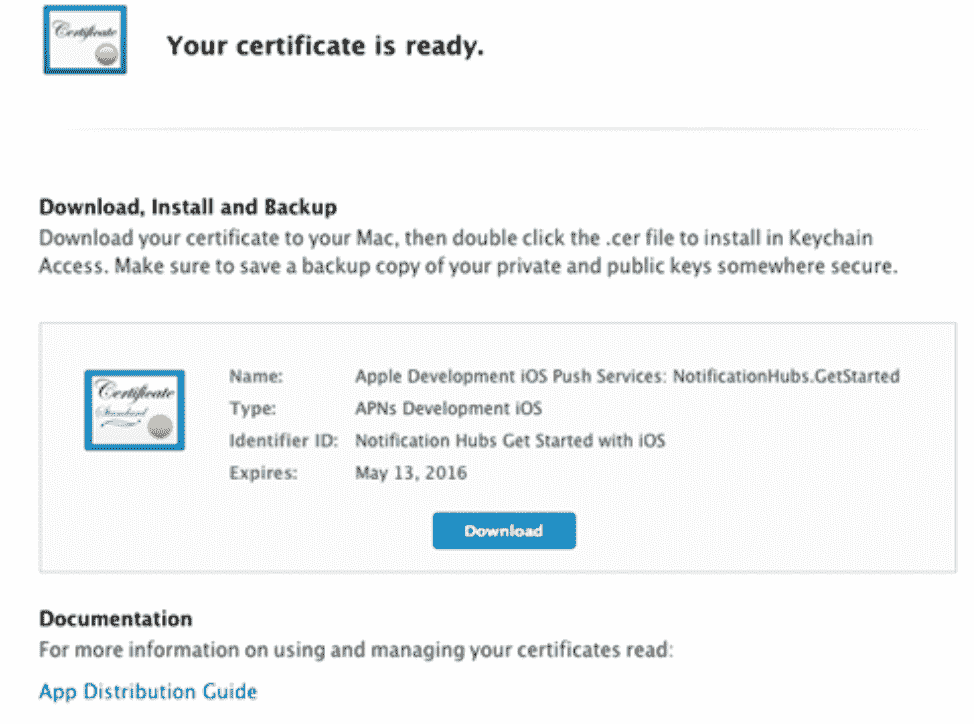 Certificate
Your certificate is ready.
Download, Install and Backup
Download your certificate to your Mac, then double click the .cer file to install in Keychain
Access. Make sure to save a backup copy of your private and public keys somewhere secure.
Certificate
Standard
Name: Apple Development iOS Push Services: NotificationHubs.GetStarted
Type: APNs Development iOS
Identifier ID: Notification Hubs Get Started with iOS
Expires: May 13, 2016
Download
Documentation
For more information on using and managing your certificates read:
App Distribution Guide